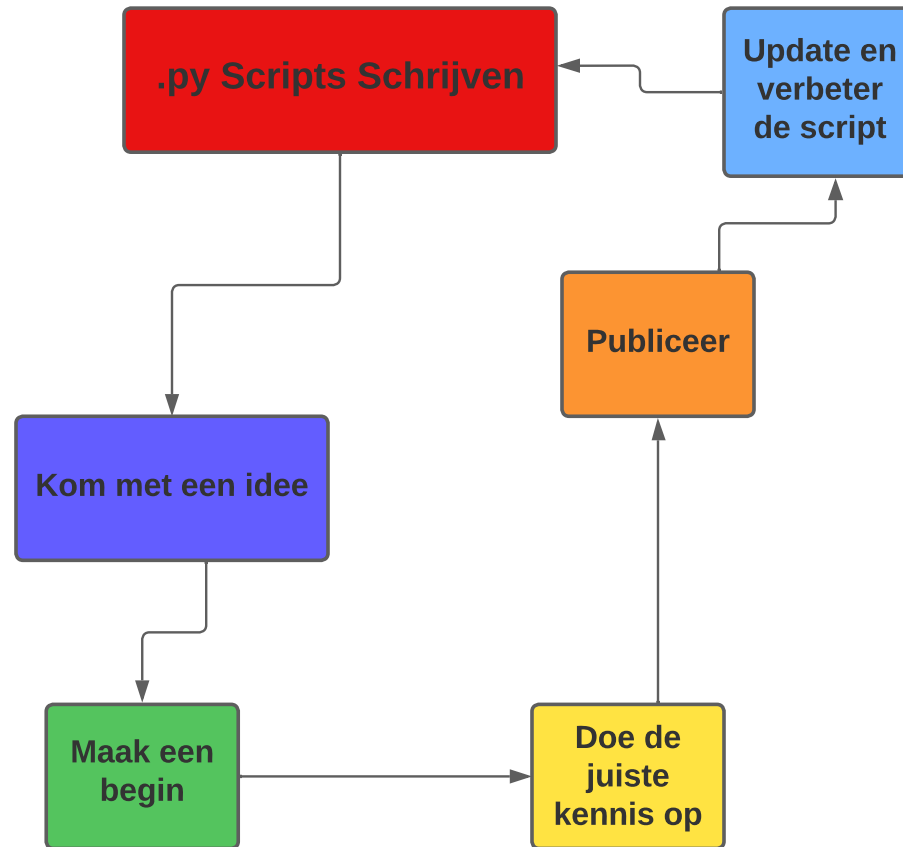 .py Scripts Schrijven
Update en
verbeter
de script
Publiceer
Kom met een idee
Maak een
begin
Doe de
juiste
kennis op